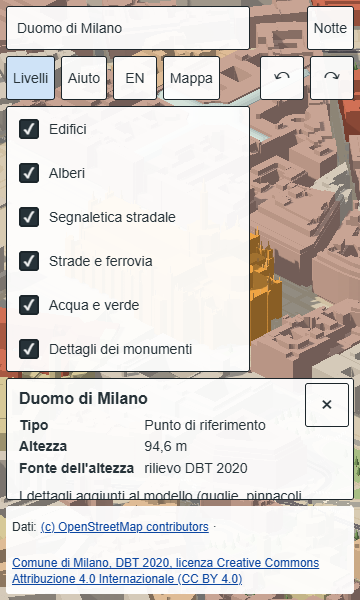 Duomo di Milano
Notte
Livelli
Aiuto
EN
Mappa
Edifici
Alberi
Segnaletica stradale
Strade e ferrovia
Acqua e verde
Dettagli dei monumenti
Duomo di Milano
Tipo Punto di riferimento
Altezza 94,6 m
Fonte dell'altezza rilievo DBT 2020
I dettagli aggiunti al modello (guglie, pinnacoli,
Dati: (c) OpenStreetMap contributors ·
Comune di Milano, DBT 2020, licenza Creative Commons
Attribuzione 4.0 Internazionale (CC BY 4.0)